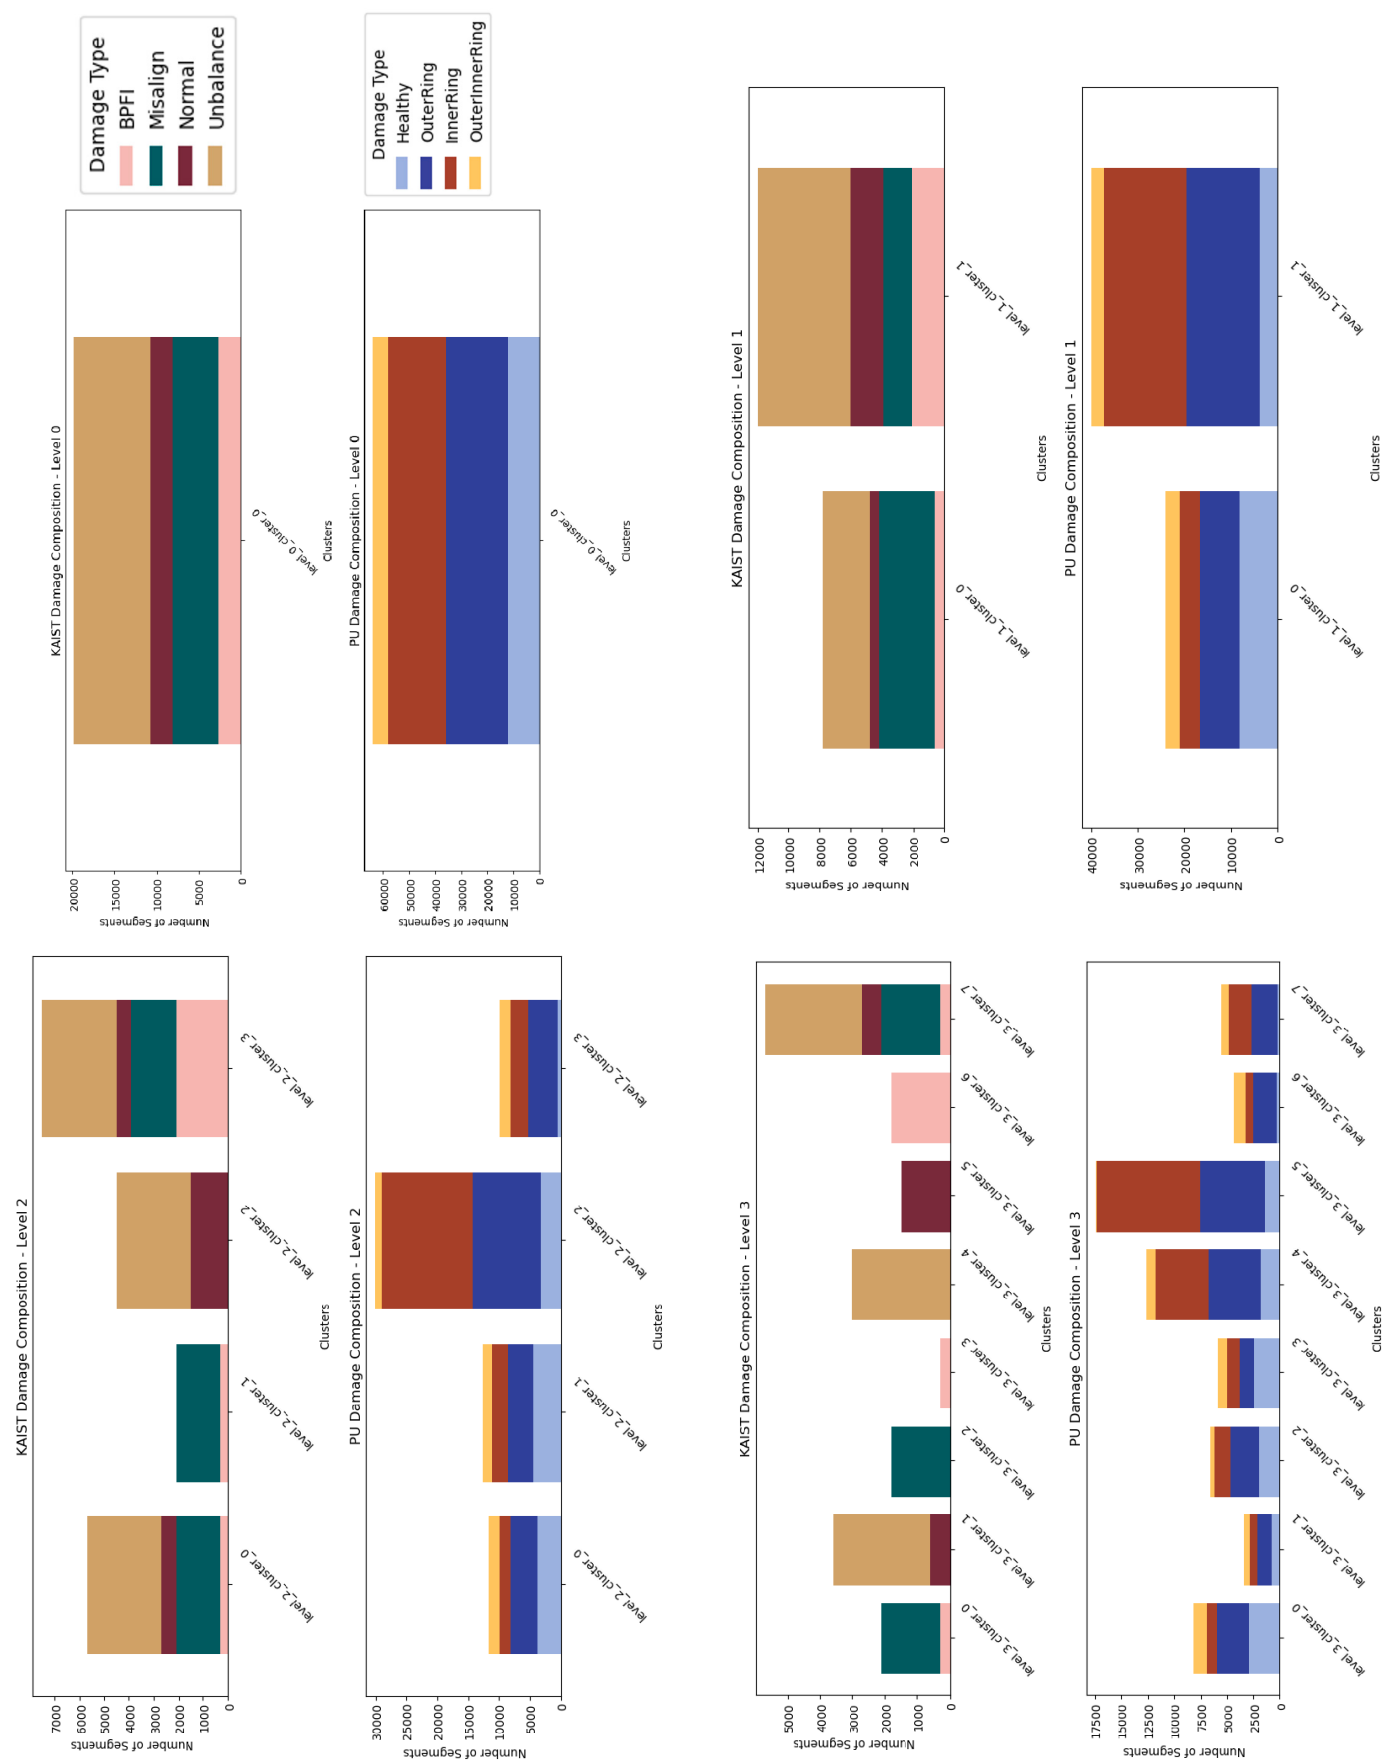 KAIST Damage Composition - Level 2
Number of Segments
7000
6000
5000
4000
3000
2000
1000
0
level_2_cluster_0
level_2_cluster_1
level_2_cluster_2
level_2_cluster_3
Clusters
KAIST Damage Composition - Level 0
Number of Segments
20000
15000
10000
5000
0
level_0_cluster_0
Clusters
Damage Type
BPFI
Misalign
Normal
Unbalance
PU Damage Composition - Level 2
Number of Segments
30000
25000
20000
15000
10000
5000
0
level_2_cluster_0
level_2_cluster_1
level_2_cluster_2
level_2_cluster_3
Clusters
PU Damage Composition - Level 0
Number of Segments
60000
50000
40000
30000
20000
10000
0
level_0_cluster_0
Clusters
Damage Type
Healthy
OuterRing
InnerRing
OuterInnerRing
KAIST Damage Composition - Level 3
Number of Segments
5000
4000
3000
2000
1000
0
level_3_cluster_0
level_3_cluster_1
level_3_cluster_2
level_3_cluster_3
level_3_cluster_4
level_3_cluster_5
level_3_cluster_6
level_3_cluster_7
Clusters
KAIST Damage Composition - Level 1
Number of Segments
12000
10000
8000
6000
4000
2000
0
level_1_cluster_0
level_1_cluster_1
Clusters
PU Damage Composition - Level 3
Number of Segments
17500
15000
12500
10000
7500
5000
2500
0
level_3_cluster_0
level_3_cluster_1
level_3_cluster_2
level_3_cluster_3
level_3_cluster_4
level_3_cluster_5
level_3_cluster_6
level_3_cluster_7
Clusters
PU Damage Composition - Level 1
Number of Segments
40000
30000
20000
10000
0
level_1_cluster_0
level_1_cluster_1
Clusters